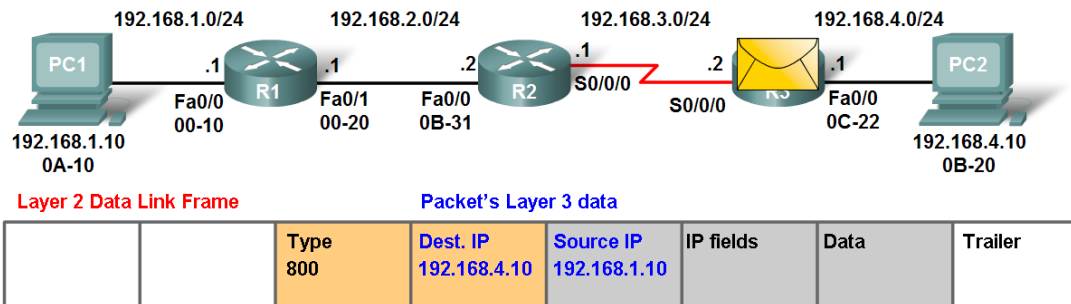 192.168.1.0/24 192.168.2.0/24 192.168.3.0/24 192.168.4.0/24
PC1 .1 R1 .1 .2 R2 .1 .2 .1 PC2
S0/0/0
S0/0/0
Fa0/0 Fa0/1 Fa0/0 Fa0/0
00-10 00-20 0B-31 0C-22
192.168.1.10 192.168.4.10
0A-10 0B-20
Layer 2 Data Link Frame Packet's Layer 3 data
Type Dest. IP Source IP IP fields Data Trailer
800 192.168.4.10 192.168.1.10